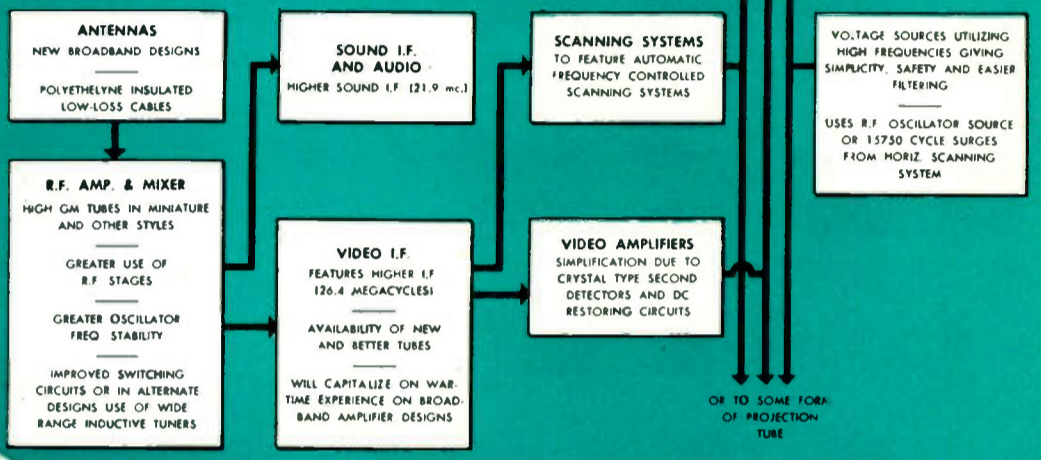 ANTENNAS
NEW BROADBAND DESIGNS
POLYETHELYNE INSULATED
LOW-LOSS CABLES
R.F. AMP. & MIXER
HIGH GM TUBES IN MINIATURE
AND OTHER STYLES
GREATER USE OF
R.F STAGES
GREATER OSCILLATOR
FREQ STABILITY
IMPROVED SWITCHING
CIRCUITS OR IN ALTERNATE
DESIGNS USE OF WIDE
RANGE INDUCTIVE TUNERS
SOUND I.F.
AND AUDIO
HIGHER SOUND I.F (21.9 mc.)
VIDEO I.F.
FEATURES HIGHER I.F
(26.4 MEGACYCLES)
AVAILABILITY OF NEW
AND BETTER TUBES
WILL CAPITALIZE ON WAR-
TIME EXPERIENCE ON BROAD-
BAND AMPLIFIER DESIGNS
SCANNING SYSTEMS
TO FEATURE AUTOMATIC
FREQUENCY CONTROLLED
SCANNING SYSTEMS
VIDEO AMPLIFIERS
SIMPLIFICATION DUE TO
CRYSTAL TYPE SECOND
DETECTORS AND DC
RESTORING CIRCUITS
VOLTAGE SOURCES UTILIZING
HIGH FREQUENCIES GIVING
SIMPLICITY, SAFETY AND EASIER
FILTERING
USES R.F OSCILLATOR SOURCE
OR 15750 CYCLE SURGES
FROM HORIZ. SCANNING
SYSTEM
OR TO SOME FORM
OF PROJECTION
TUBE